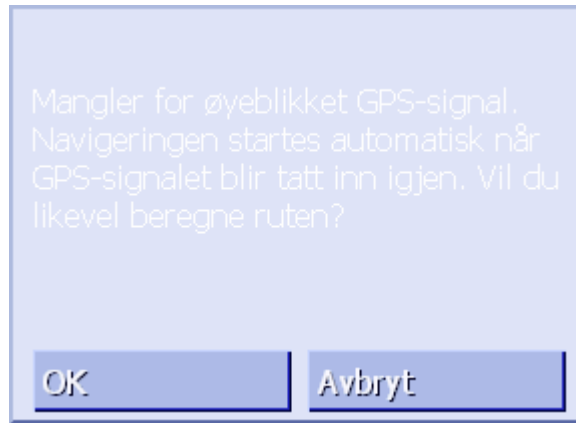 Mangler for øyeblikket GPS-signal.
Navigeringen startes automatisk når
GPS-signalet blir tatt inn igjen. Vil du
likevel beregne ruten?
OK
Avbryt